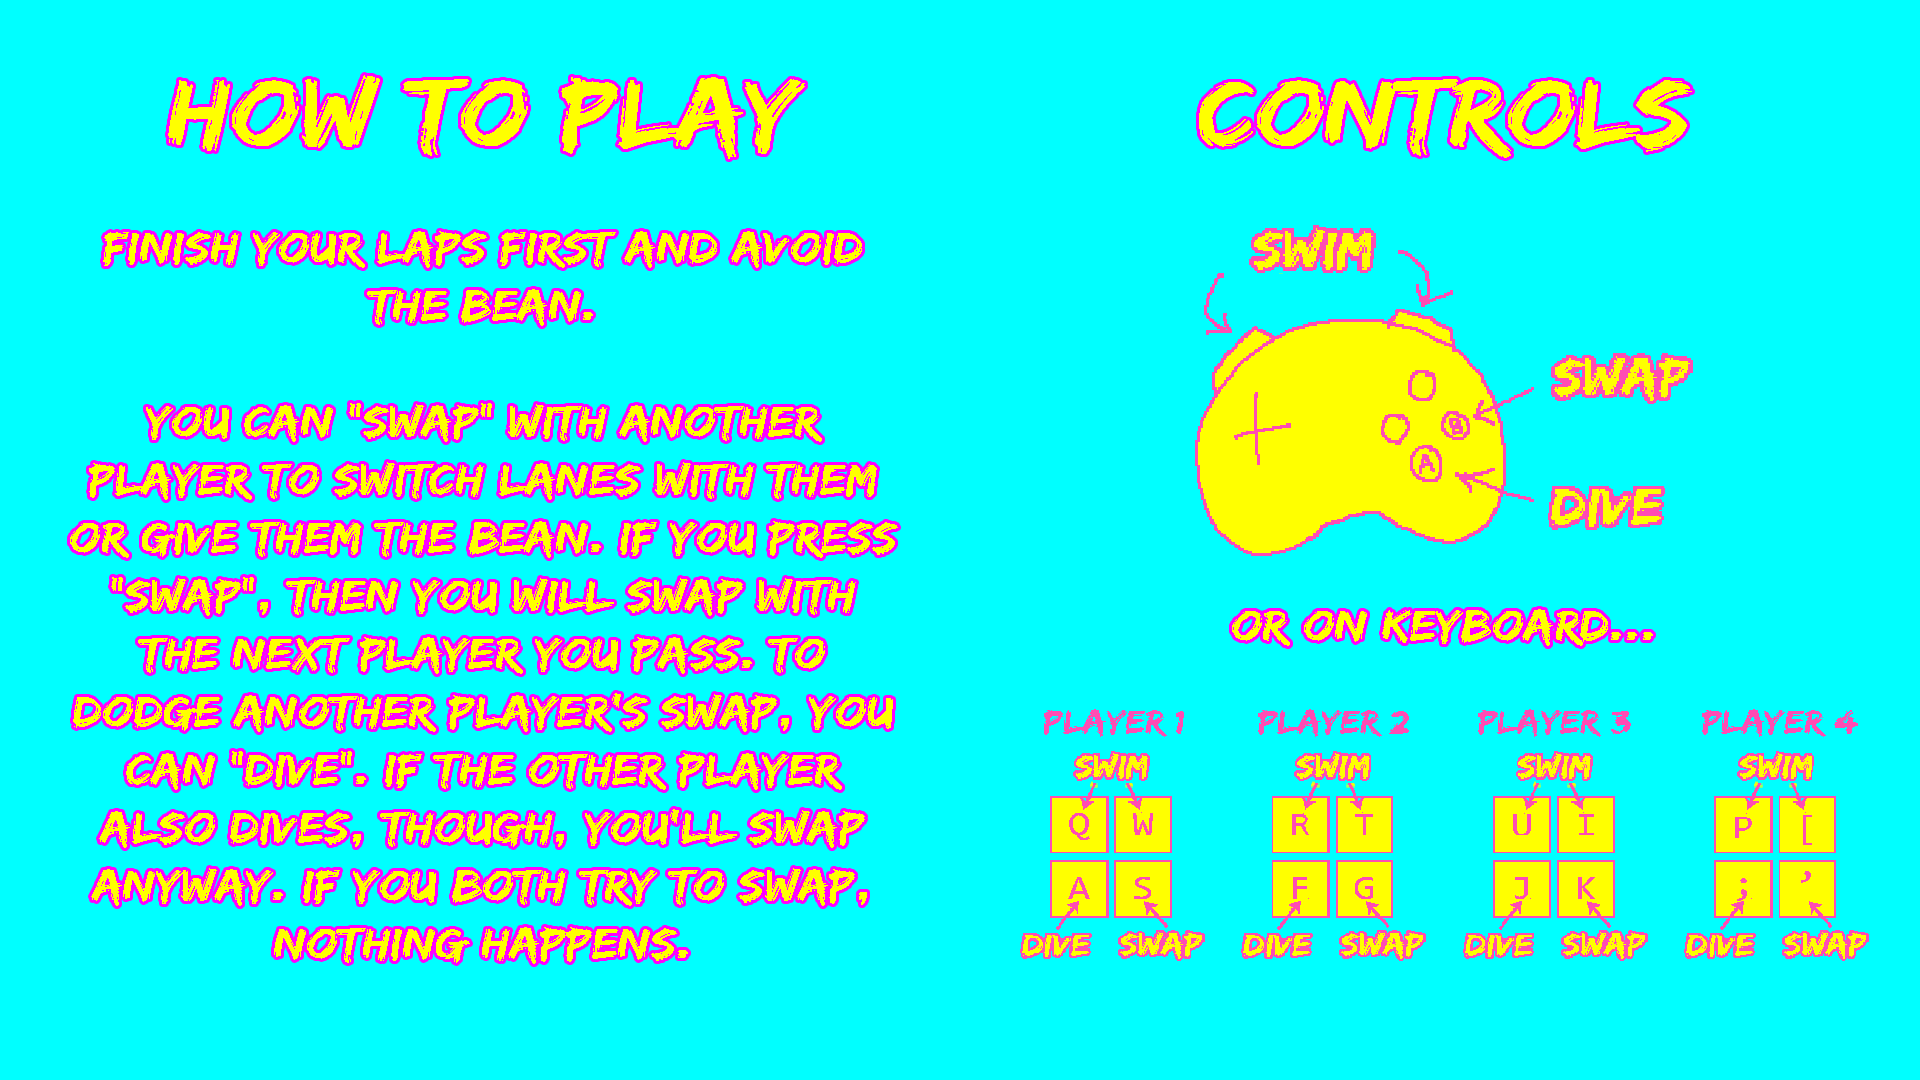 HOW TO PLAY
FINISH YOUR LAPS FIRST AND AVOID
THE BEAN.
YOU CAN "SWAP" WITH ANOTHER
PLAYER TO SWITCH LANES WITH THEM
OR GIVE THEM THE BEAN. IF YOU PRESS
"SWAP", THEN YOU WILL SWAP WITH
THE NEXT PLAYER YOU PASS. TO
DODGE ANOTHER PLAYER'S SWAP, YOU
CAN "DIVE". IF THE OTHER PLAYER
ALSO DIVES, THOUGH, YOU'LL SWAP
ANYWAY. IF YOU BOTH TRY TO SWAP,
NOTHING HAPPENS.
CONTROLS
SWIM
SWAP
B
A
DIVE
OR ON KEYBOARD...
PLAYER 1 PLAYER 2 PLAYER 3 PLAYER 4
SWIM SWIM SWIM SWIM
Q W R T U I P [
A S F G J K ; '
DIVE SWAP DIVE SWAP DIVE SWAP DIVE SWAP